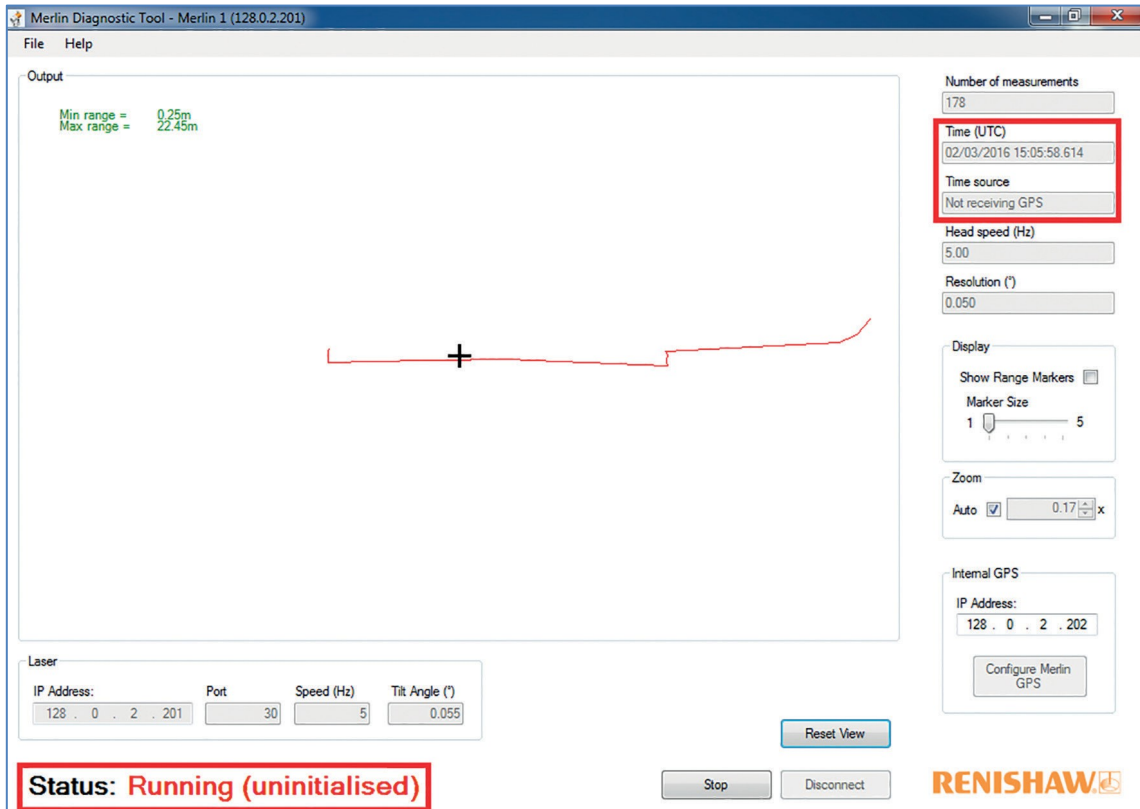 Merlin Diagnostic Tool - Merlin 1 (128.0.2.201)
File Help
Output
Min range = 0.25m
Max range = 22.45m
Number of measurements
178
Time (UTC)
02/03/2016 15:05:58.614
Time source
Not receiving GPS
Head speed (Hz)
5.00
Resolution (°)
0.050
Display
Show Range Markers
Marker Size
1 5
Zoom
Auto 0.17 x
Internal GPS
IP Address:
128 . 0 . 2 . 202
Configure Merlin
GPS
Laser
IP Address: Port Speed (Hz) Tilt Angle (°)
128 . 0 . 2 . 201 30 5 0.055
Reset View
Status: Running (uninitialised)
Stop Disconnect
RENISHAW.